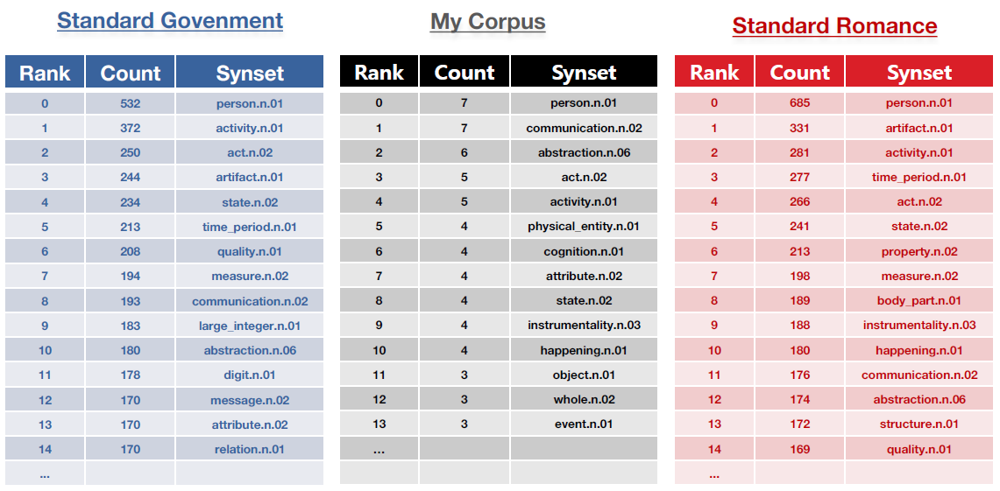 Standard Govenment
Rank Count Synset
0 532 person.n.01
1 372 activity.n.01
2 250 act.n.02
3 244 artifact.n.01
4 234 state.n.02
5 213 time_period.n.01
6 208 quality.n.01
7 194 measure.n.02
8 193 communication.n.02
9 183 large_integer.n.01
10 180 abstraction.n.06
11 178 digit.n.01
12 170 message.n.02
13 170 attribute.n.02
14 170 relation.n.01
...
My Corpus
Rank Count Synset
0 7 person.n.01
1 7 communication.n.02
2 6 abstraction.n.06
3 5 act.n.02
4 5 activity.n.01
5 4 physical_entity.n.01
6 4 cognition.n.01
7 4 attribute.n.02
8 4 state.n.02
9 4 instrumentality.n.03
10 4 happening.n.01
11 3 object.n.01
12 3 whole.n.02
13 3 event.n.01
...
Standard Romance
Rank Count Synset
0 685 person.n.01
1 331 artifact.n.01
2 281 activity.n.01
3 277 time_period.n.01
4 266 act.n.02
5 241 state.n.02
6 213 property.n.02
7 198 measure.n.02
8 189 body_part.n.01
9 188 instrumentality.n.03
10 180 happening.n.01
11 176 communication.n.02
12 174 abstraction.n.06
13 172 structure.n.01
14 169 quality.n.01
...